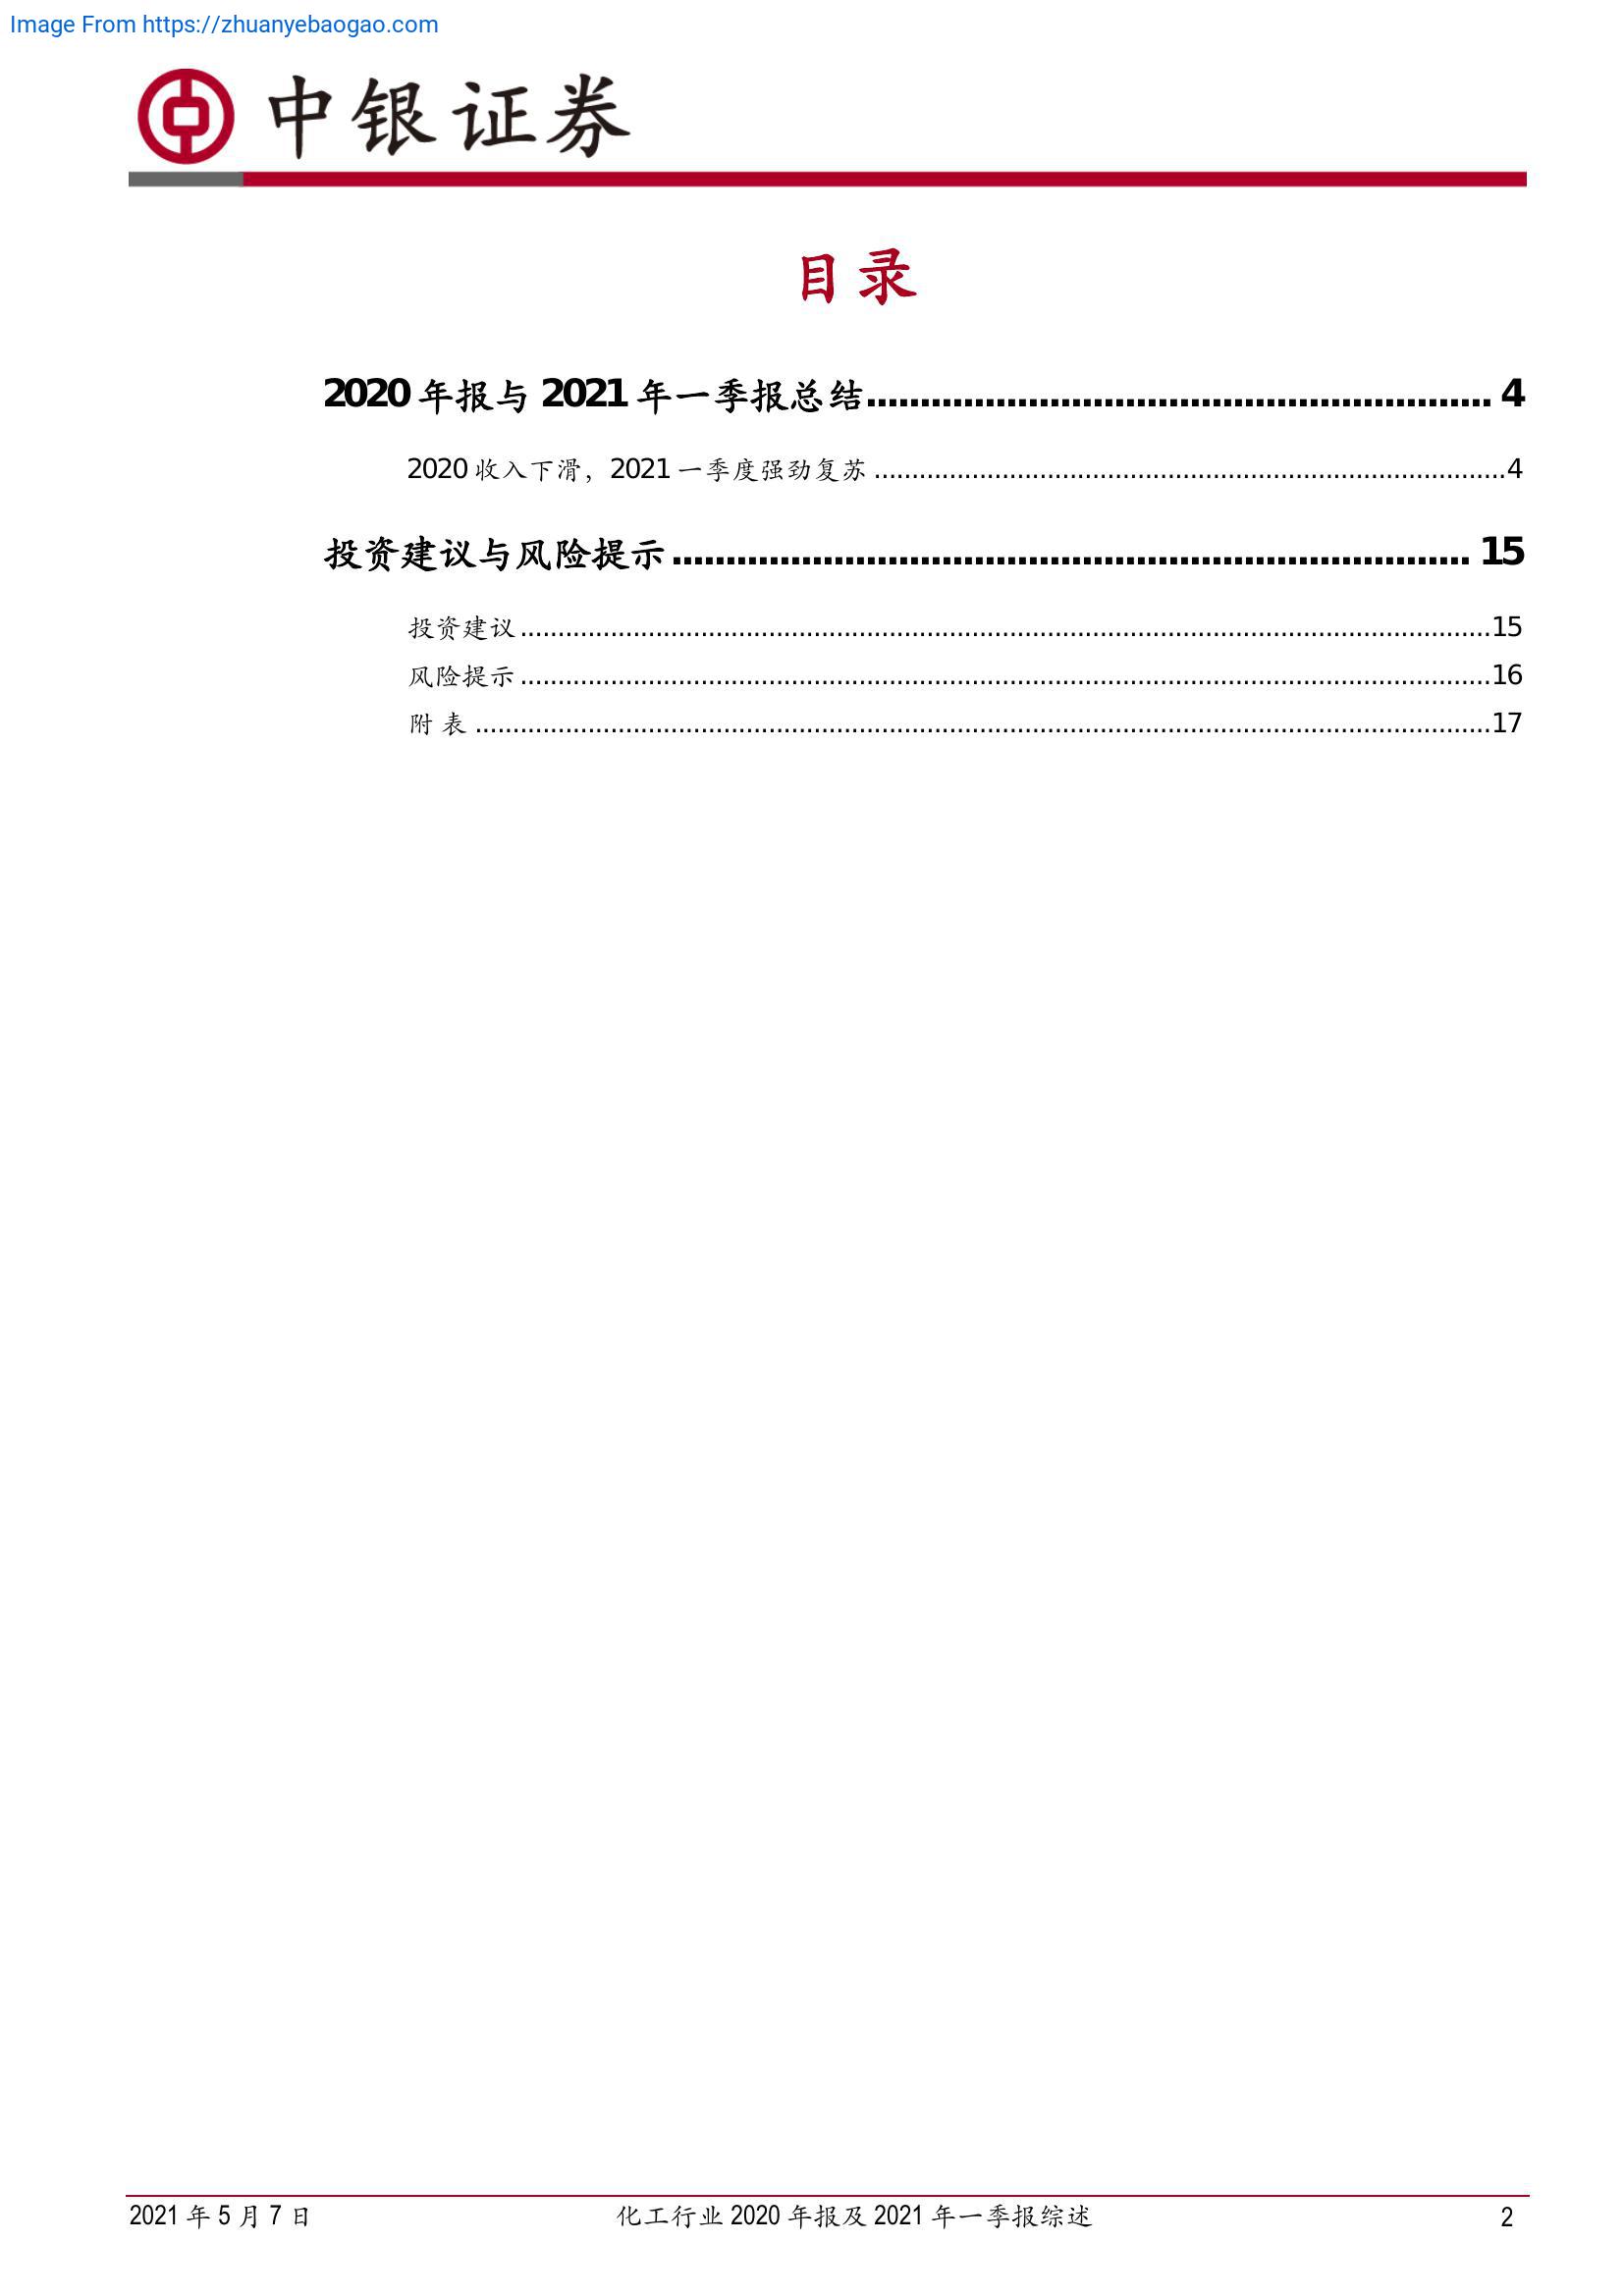 Image From https://zhuanyebaogao.com
中银证券
目录
2020 年报与 2021 年一季报总结 4
2020 收入下滑，2021 一季度强劲复苏 4
投资建议与风险提示 15
投资建议 15
风险提示 16
附 表 17
2021 年 5 月 7 日 化工行业 2020 年报及 2021 年一季报综述 2